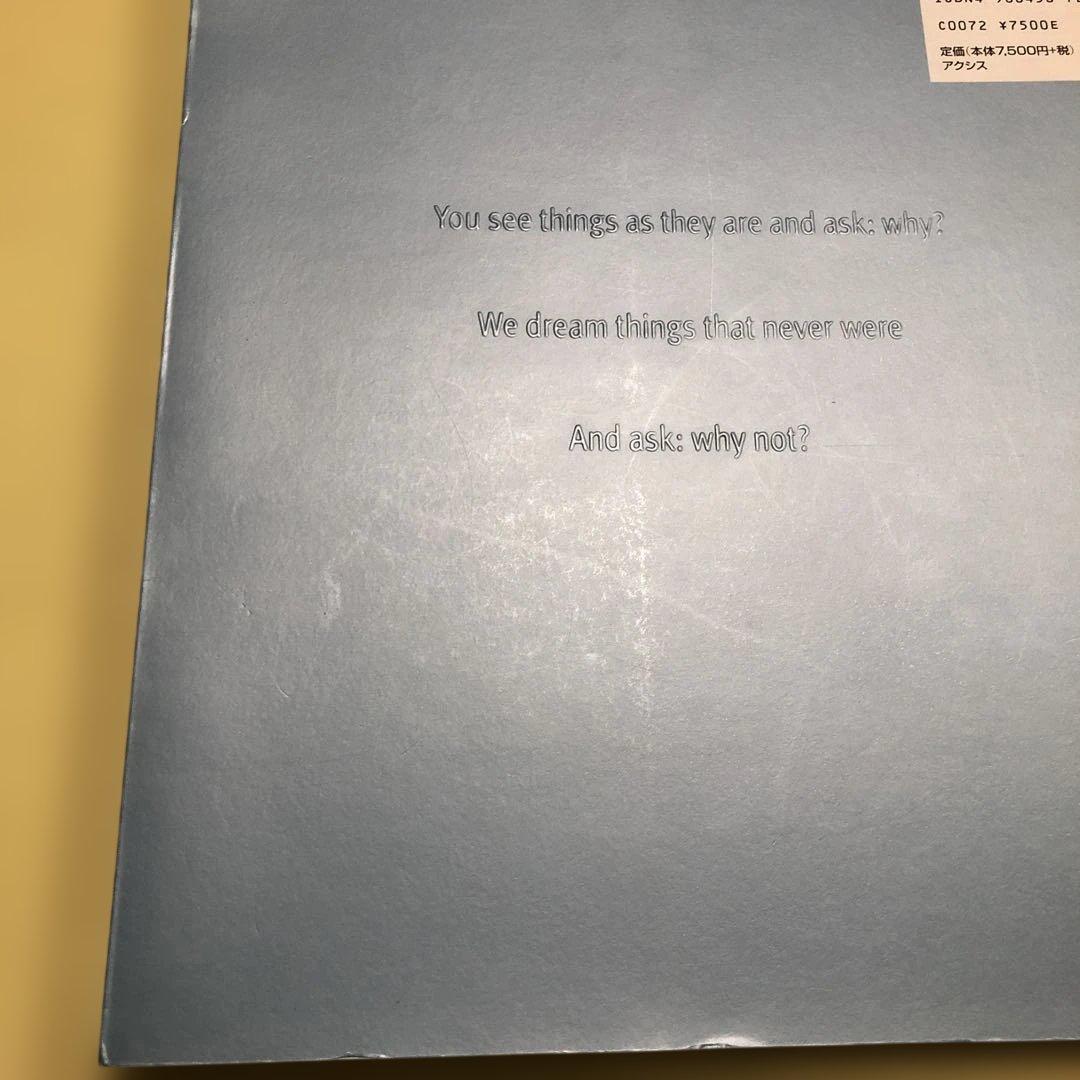 C0072 ¥7500E
定価(本体7,500円+税)
アクシス
You see things as they are and ask: why?
We dream things that never were
And ask: why not?